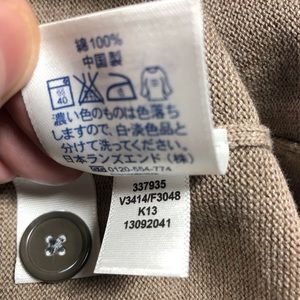 綿100%
中国製
40
濃い色のものは色落ち
しますので、白・淡色品と
分けて洗ってください。
日本ランズエンド(株)
0120-554-774
337935
V3414/F3048
K13
13092041